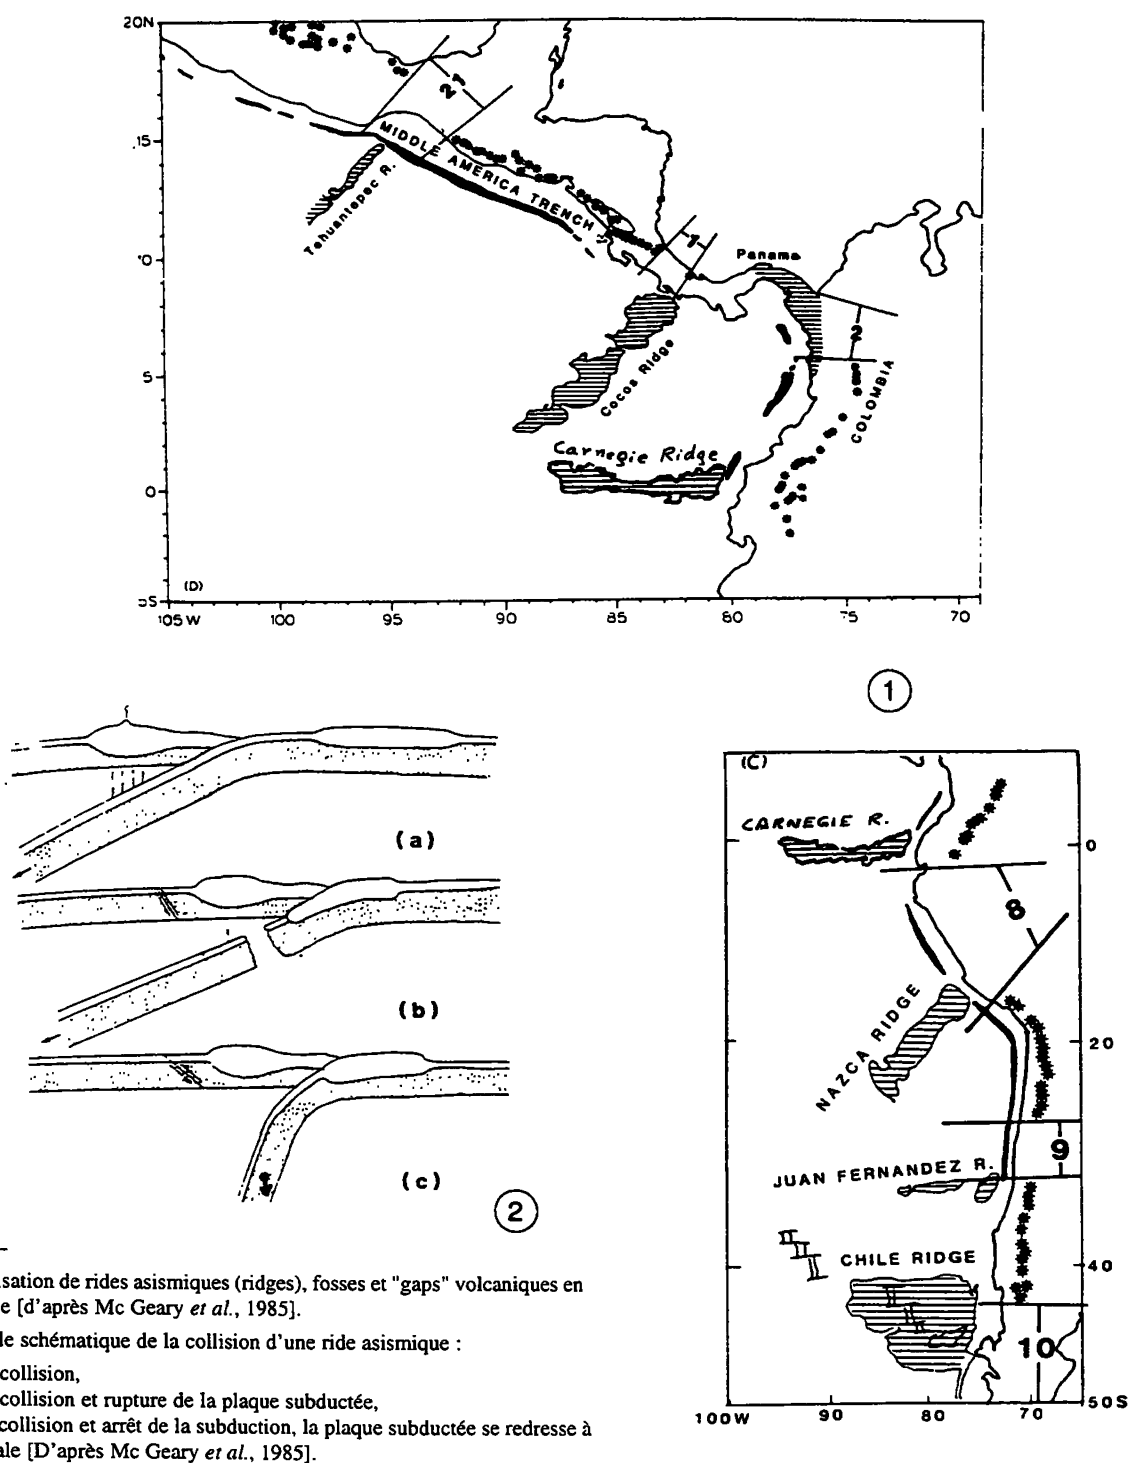 20N
15
10
5
0
5S
105 W
100
95
90
85
80
75
70
21
MIDDLE AMERICA TRENCH
Tehuantepec R.
1
Panama
2
COLOMBIA
Cocos Ridge
Carnegie Ridge
(D)
1
(a)
(b)
(c)
2
(C)
CARNEGIE R.
0
8
NAZCA RIDGE
20
9
JUAN FERNANDEZ R.
CHILE RIDGE
40
10
50S
100W
90
80
70
sation de rides asismiques (ridges), fosses et "gaps" volcaniques en
e [d'après Mc Geary et al., 1985].
le schématique de la collision d'une ride asismique :
collision,
collision et rupture de la plaque subductée,
collision et arrêt de la subduction, la plaque subductée se redresse à
ale [D'après Mc Geary et al., 1985].